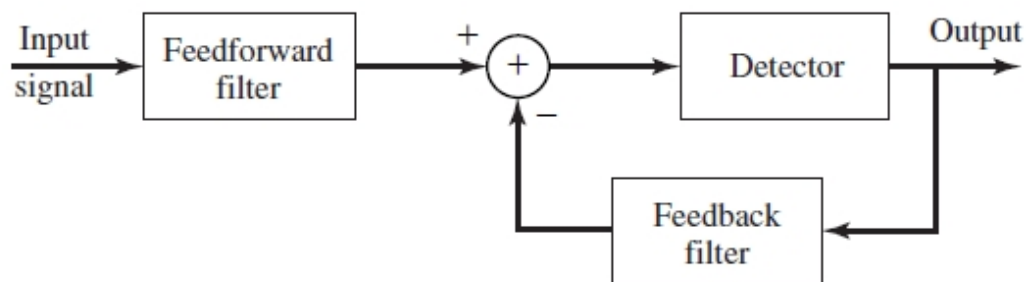 Input
signal
Feedforward
filter
+
+
−
Detector
Output
Feedback
filter